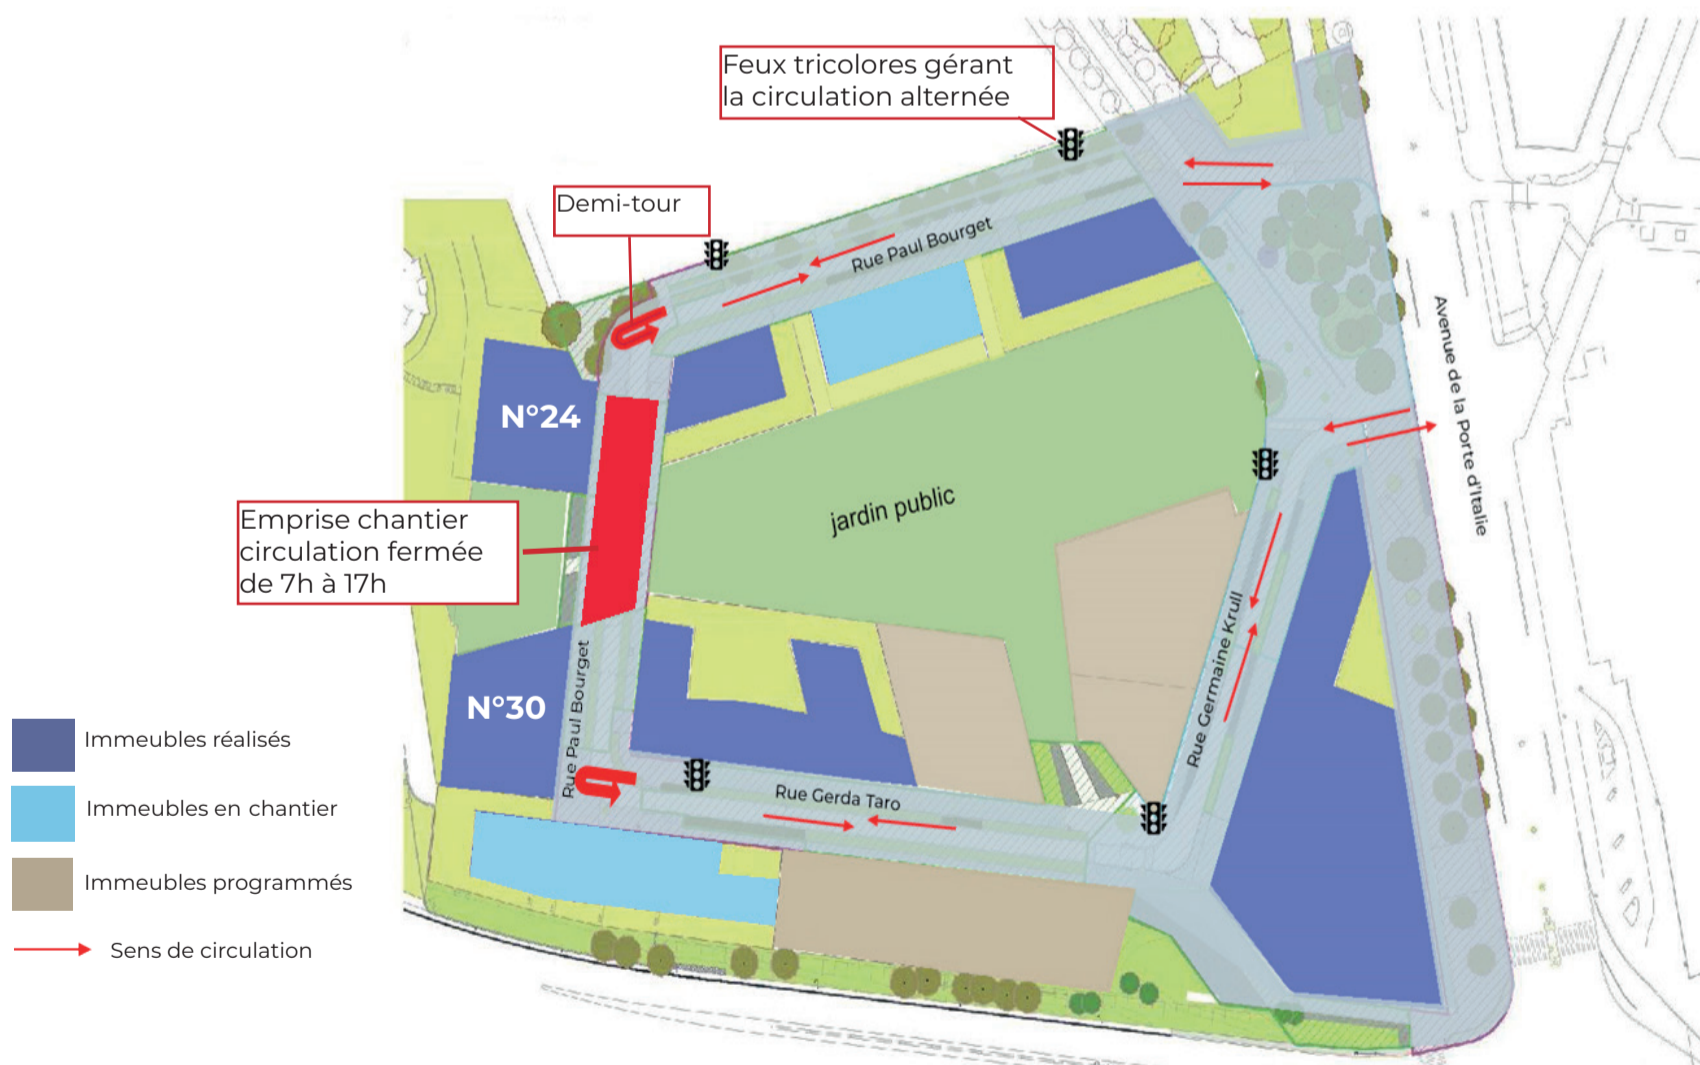 Feux tricolores gérant
la circulation alternée
Demi-tour
Rue Paul Bourget
Avenue de la Porte d'Italie
N°24
jardin public
Emprise chantier
circulation fermée
de 7h à 17h
Rue Germaine Krull
N°30
Rue Paul Bourget
Immeubles réalisés
Immeubles en chantier
Rue Gerda Taro
Immeubles programmés
Sens de circulation